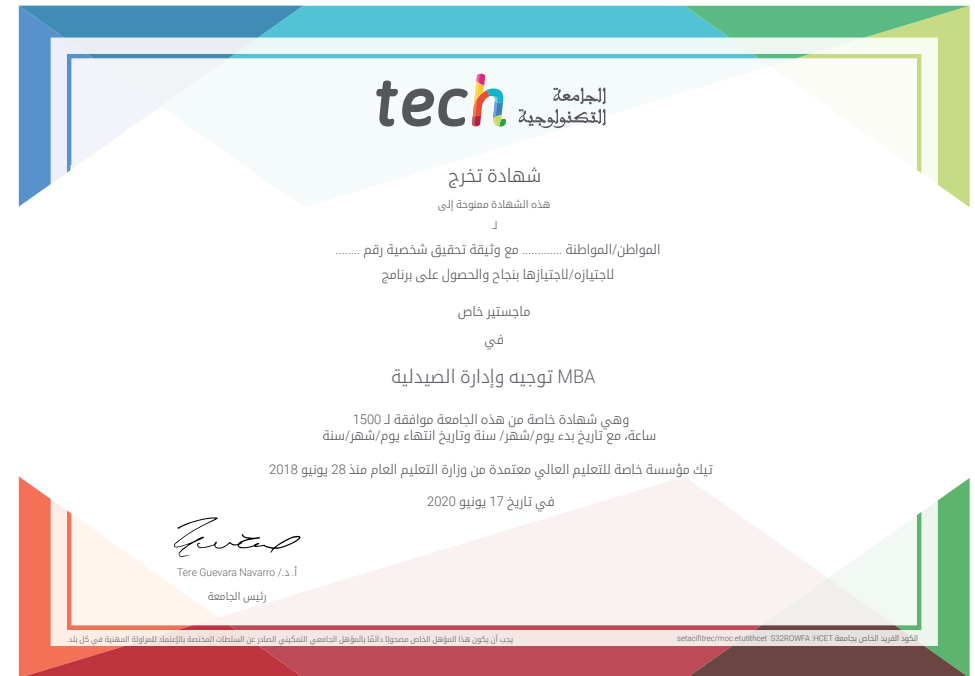 tech الجامعة التكنولوجية
شهادة تخرج
هذه الشهادة ممنوحة إلى
لـ
المواطن/المواطنة ............ مع وثيقة تحقيق شخصية رقم ........
لاجتيازه/لاجتيازها بنجاح والحصول على برنامج
ماجستير خاص
في
MBA توجيه وإدارة الصيدلية
وهي شهادة خاصة من هذه الجامعة موافقة لـ 1500
ساعة، مع تاريخ بدء يوم/شهر/ سنة وتاريخ انتهاء يوم/شهر/سنة
تيك مؤسسة خاصة للتعليم العالي معتمدة من وزارة التعليم العام منذ 28 يونيو 2018
في تاريخ 17 يونيو 2020
أ. د./ Tere Guevara Navarro
رئيس الجامعة
الكود الفريد الخاص بجامعة HCET: S32ROWFA setacifitrec/moc.etutithcet
يجب أن يكون هذا المؤهل الخاص مصحوبًا دائمًا بالمؤهل الجامعي التمكيني الصادر عن السلطات المختصة بالإعتماد للمزاولة المهنية في كل بلد.